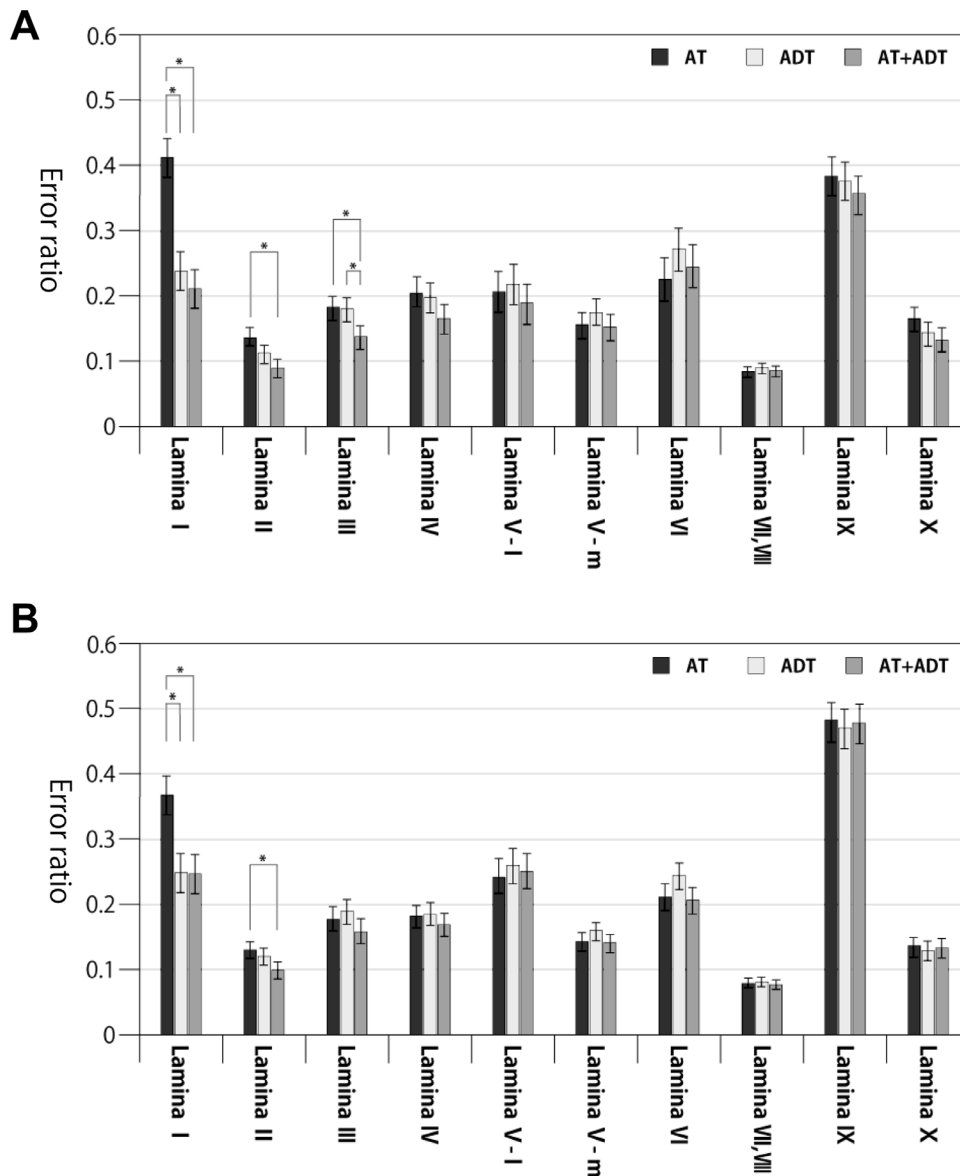 A
0.6
AT ADT AT+ADT
*
0.5
*
0.4
Error ratio
*
0.3
*
*
0.2
0.1
0
Lamina I
Lamina II
Lamina III
Lamina IV
Lamina V - l
Lamina V - m
Lamina VI
Lamina VII,VIII
Lamina IX
Lamina X
B
0.6
AT ADT AT+ADT
*
*
0.5
0.4
Error ratio
0.3
*
0.2
0.1
0
Lamina I
Lamina II
Lamina III
Lamina IV
Lamina V - l
Lamina V - m
Lamina VI
Lamina VII,VIII
Lamina IX
Lamina X